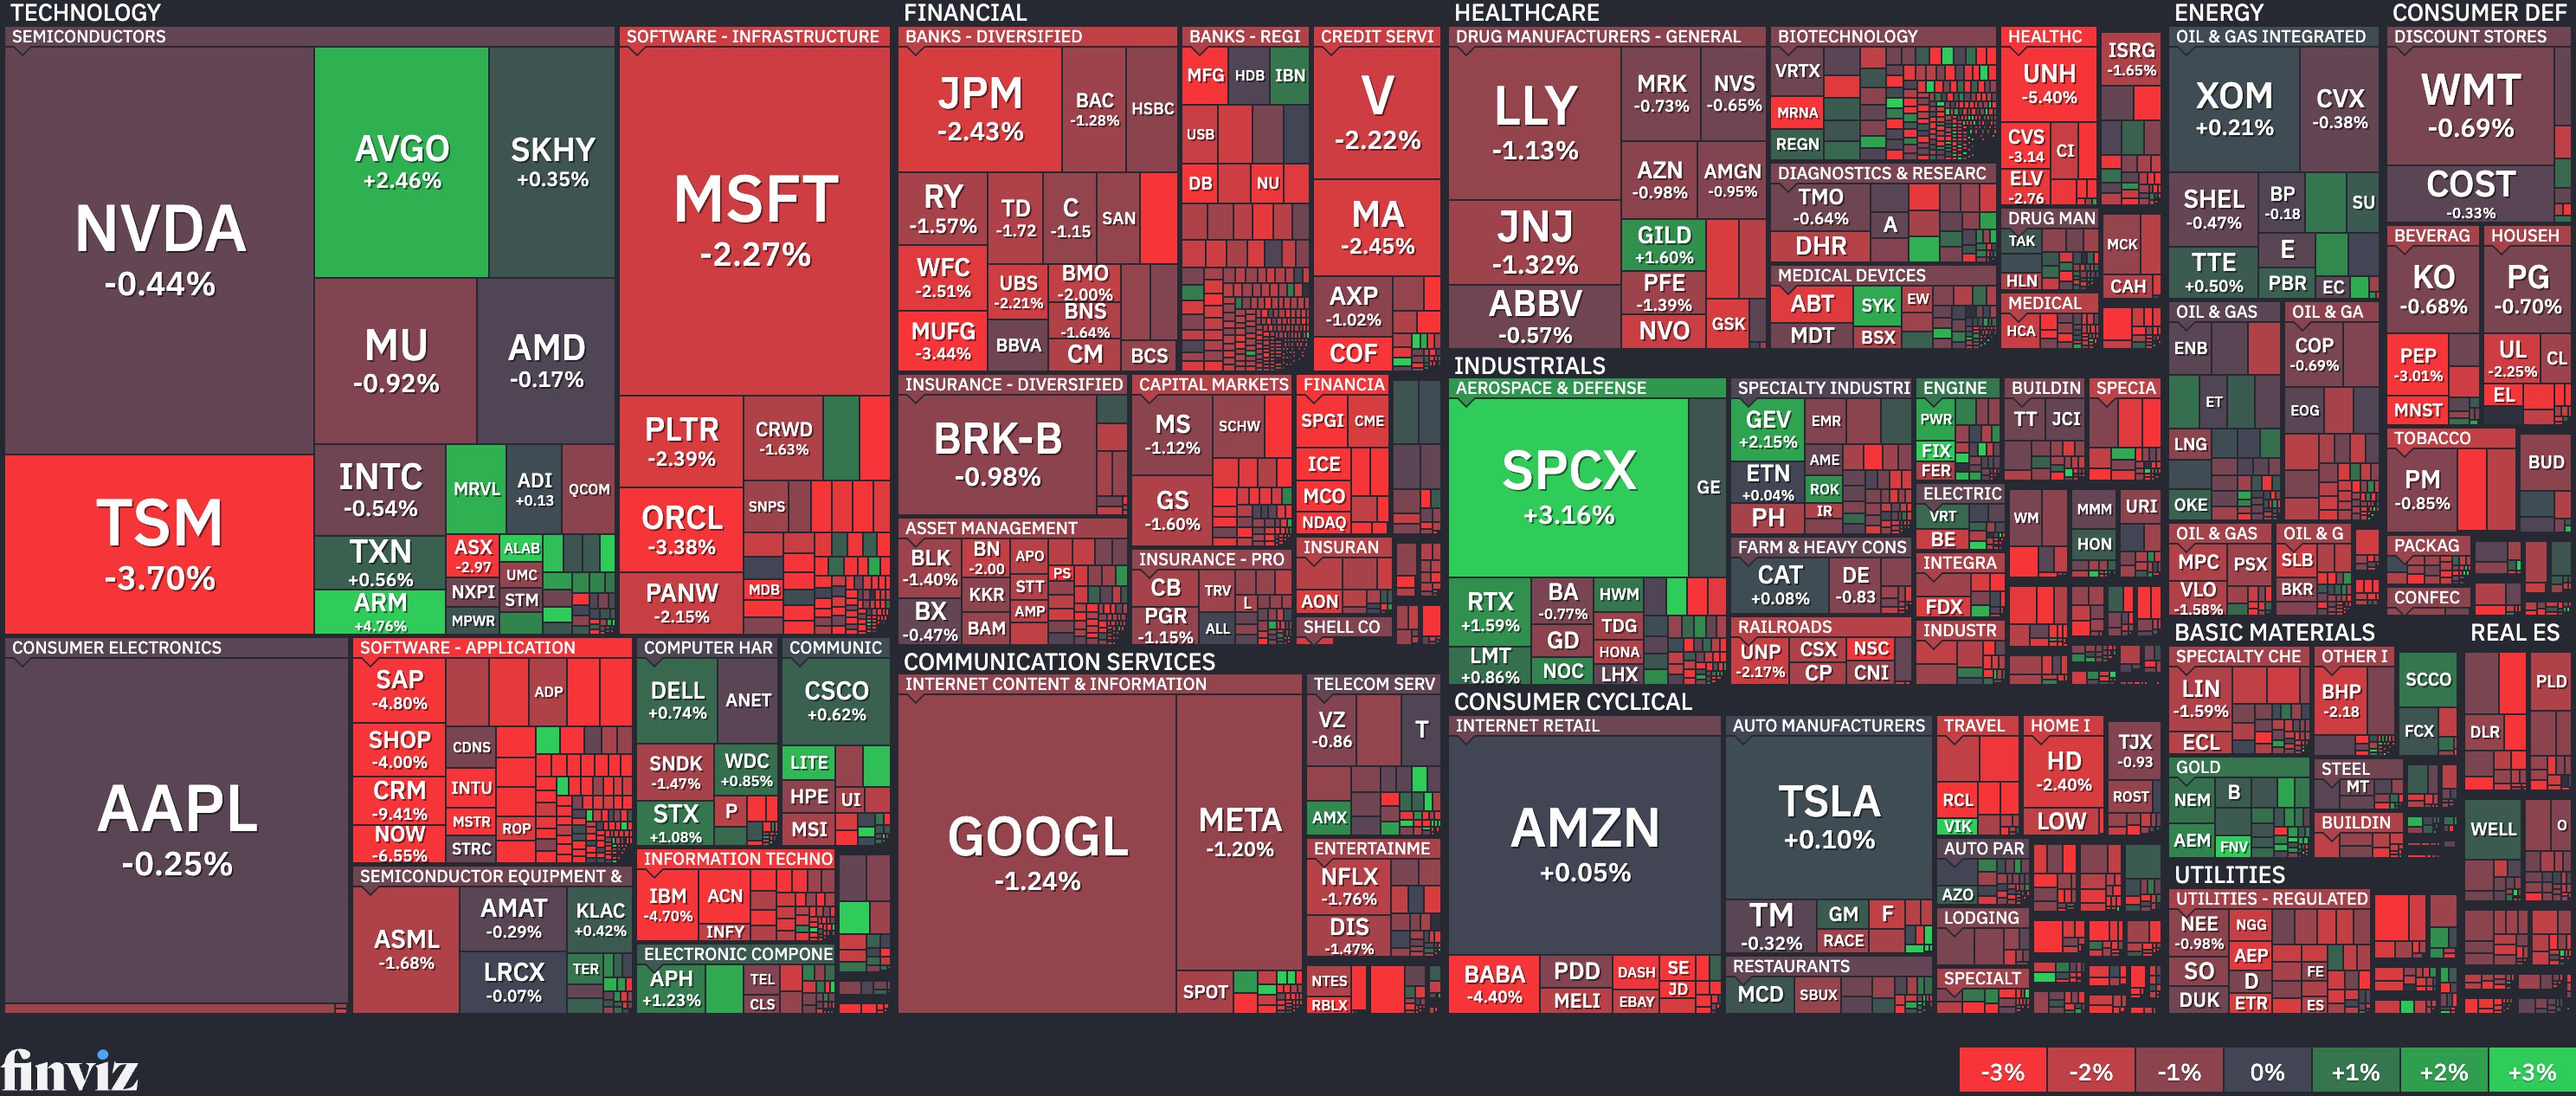 TECHNOLOGY
SEMICONDUCTORS
NVDA
-0.44%
AVGO
+2.46%
SKHY
+0.35%
MU
-0.92%
AMD
-0.17%
TSM
-3.70%
INTC
-0.54%
MRVL
ADI
+0.13
QCOM
TXN
+0.56%
ASX
-2.97
ALAB
UMC
ARM
+4.76%
NXPI
STM
MPWR
SOFTWARE - INFRASTRUCTURE
MSFT
-2.27%
PLTR
-2.39%
CRWD
-1.63%
ORCL
-3.38%
SNPS
PANW
-2.15%
MDB
CONSUMER ELECTRONICS
AAPL
-0.25%
SOFTWARE - APPLICATION
SAP
-4.80%
ADP
SHOP
-4.00%
CDNS
CRM
-9.41%
INTU
MSTR
ROP
NOW
-6.55%
STRC
SEMICONDUCTOR EQUIPMENT &
ASML
-1.68%
AMAT
-0.29%
KLAC
+0.42%
LRCX
-0.07%
TER
COMPUTER HAR
DELL
+0.74%
ANET
SNDK
-1.47%
WDC
+0.85%
STX
+1.08%
P
COMMUNIC
CSCO
+0.62%
LITE
HPE
UI
MSI
INFORMATION TECHNO
IBM
-4.70%
ACN
INFY
ELECTRONIC COMPONE
APH
+1.23%
TEL
CLS
FINANCIAL
BANKS - DIVERSIFIED
JPM
-2.43%
BAC
-1.28%
HSBC
RY
-1.57%
TD
-1.72
C
-1.15
SAN
WFC
-2.51%
UBS
-2.21%
BMO
-2.00%
BNS
-1.64%
MUFG
-3.44%
BBVA
CM
BCS
BANKS - REGI
MFG
HDB
IBN
USB
DB
NU
CREDIT SERVI
V
-2.22%
MA
-2.45%
AXP
-1.02%
COF
INSURANCE - DIVERSIFIED
BRK-B
-0.98%
CAPITAL MARKETS
MS
-1.12%
SCHW
GS
-1.60%
FINANCIA
SPGI
CME
ICE
MCO
NDAQ
ASSET MANAGEMENT
BLK
-1.40%
BN
-2.00
APO
PS
KKR
STT
BX
-0.47%
BAM
AMP
INSURANCE - PRO
CB
TRV
L
PGR
-1.15%
ALL
INSURAN
AON
SHELL CO
COMMUNICATION SERVICES
INTERNET CONTENT & INFORMATION
GOOGL
-1.24%
META
-1.20%
SPOT
TELECOM SERV
VZ
-0.86
T
AMX
ENTERTAINME
NFLX
-1.76%
DIS
-1.47%
NTES
RBLX
HEALTHCARE
DRUG MANUFACTURERS - GENERAL
LLY
-1.13%
MRK
-0.73%
NVS
-0.65%
AZN
-0.98%
AMGN
-0.95%
JNJ
-1.32%
GILD
+1.60%
PFE
-1.39%
ABBV
-0.57%
NVO
GSK
BIOTECHNOLOGY
VRTX
MRNA
REGN
DIAGNOSTICS & RESEARC
TMO
-0.64%
A
DHR
MEDICAL DEVICES
ABT
SYK
EW
MDT
BSX
HEALTHC
UNH
-5.40%
CVS
-3.14
CI
ELV
-2.76
ISRG
-1.65%
DRUG MAN
TAK
HLN
MCK
CAH
MEDICAL
HCA
INDUSTRIALS
AEROSPACE & DEFENSE
SPCX
+3.16%
GE
RTX
+1.59%
BA
-0.77%
HWM
GD
TDG
LMT
+0.86%
NOC
HONA
LHX
SPECIALTY INDUSTRI
GEV
+2.15%
EMR
ETN
+0.04%
AME
ROK
PH
IR
FARM & HEAVY CONS
CAT
+0.08%
DE
-0.83
RAILROADS
UNP
-2.17%
CSX
NSC
CP
CNI
ENGINE
PWR
FIX
FER
ELECTRIC
VRT
BE
INTEGRA
FDX
INDUSTR
BUILDIN
TT
JCI
SPECIA
WM
MMM
URI
HON
CONSUMER CYCLICAL
INTERNET RETAIL
AMZN
+0.05%
BABA
-4.40%
PDD
DASH
SE
MELI
EBAY
JD
AUTO MANUFACTURERS
TSLA
+0.10%
TM
-0.32%
GM
F
RACE
RESTAURANTS
MCD
SBUX
TRAVEL
RCL
VIK
HOME I
HD
-2.40%
LOW
TJX
-0.93
ROST
AUTO PAR
AZO
LODGING
SPECIALT
ENERGY
OIL & GAS INTEGRATED
XOM
+0.21%
CVX
-0.38%
SHEL
-0.47%
BP
-0.18
SU
TTE
+0.50%
E
PBR
EC
OIL & GAS
ENB
ET
LNG
OKE
OIL & GA
COP
-0.69%
EOG
OIL & GAS
MPC
PSX
VLO
-1.58%
OIL & G
SLB
BKR
CONSUMER DEF
DISCOUNT STORES
WMT
-0.69%
COST
-0.33%
BEVERAG
KO
-0.68%
PEP
-3.01%
MNST
HOUSEH
PG
-0.70%
UL
-2.25%
CL
EL
TOBACCO
PM
-0.85%
BUD
PACKAG
CONFEC
BASIC MATERIALS
SPECIALTY CHE
LIN
-1.59%
ECL
OTHER I
BHP
-2.18
SCCO
FCX
GOLD
NEM
B
AEM
FNV
STEEL
MT
BUILDIN
REAL ES
PLD
DLR
WELL
O
UTILITIES
UTILITIES - REGULATED
NEE
-0.98%
NGG
AEP
SO
D
FE
DUK
ETR
ES
finviz
-3%
-2%
-1%
0%
+1%
+2%
+3%